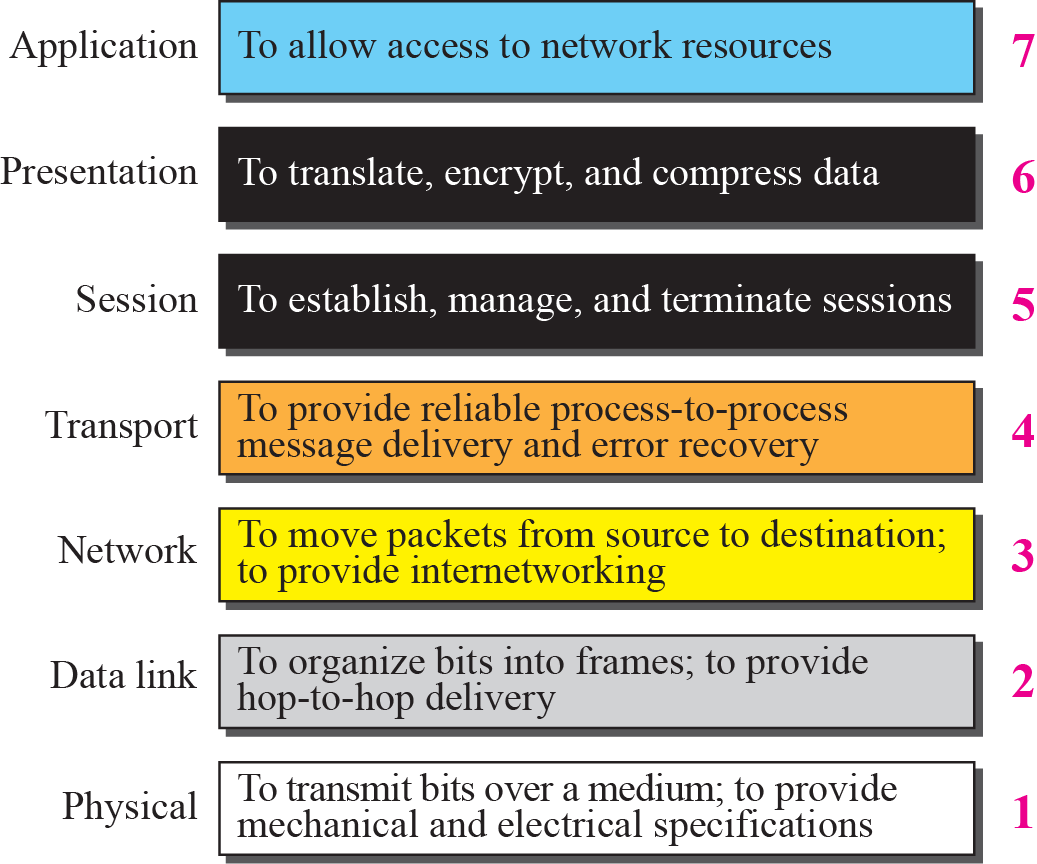 Application To allow access to network resources 7
Presentation To translate, encrypt, and compress data 6
Session To establish, manage, and terminate sessions 5
Transport To provide reliable process-to-process
message delivery and error recovery 4
Network To move packets from source to destination;
to provide internetworking 3
Data link To organize bits into frames; to provide
hop-to-hop delivery 2
Physical To transmit bits over a medium; to provide
mechanical and electrical specifications 1